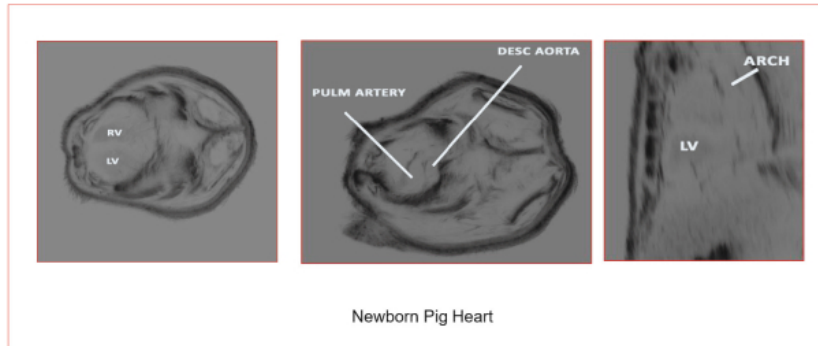 RV
LV
DESC AORTA
PULM ARTERY
ARCH
LV
Newborn Pig Heart